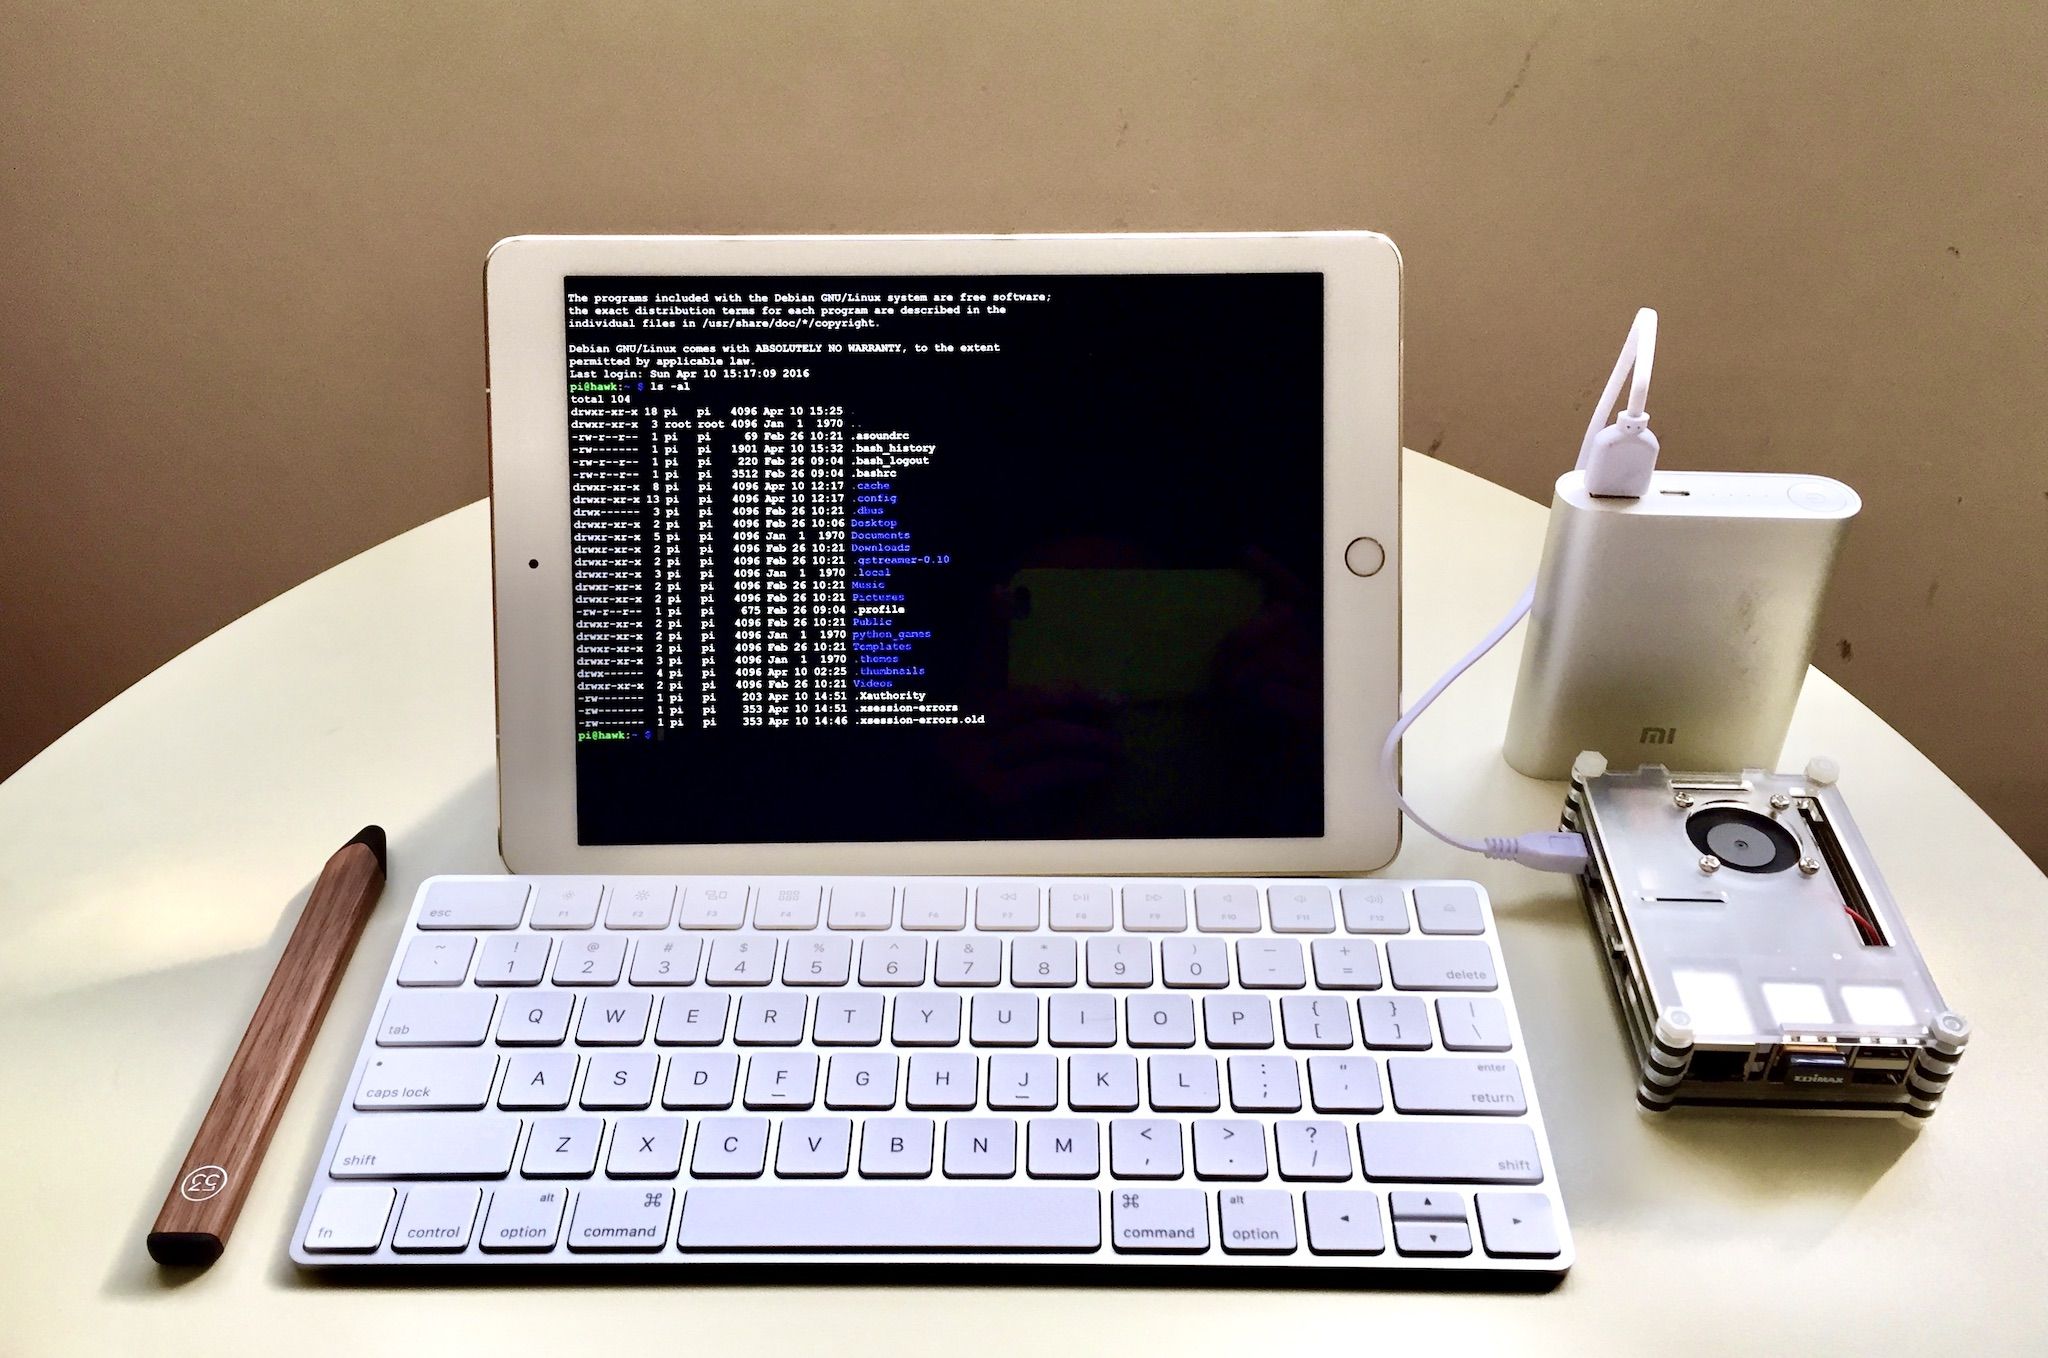 The programs included with the Debian GNU/Linux system are free software;
the exact distribution terms for each program are described in the
individual files in /usr/share/doc/*/copyright.
Debian GNU/Linux comes with ABSOLUTELY NO WARRANTY, to the extent
permitted by applicable law.
Last login: Sun Apr 10 15:17:09 2016
pi@hawk:~ $ ls -al
total 104
drwxr-xr-x 18 pi pi 4096 Apr 10 15:25 .
drwxr-xr-x 3 root root 4096 Jan 1 1970 ..
-rw-r--r-- 1 pi pi 69 Feb 26 10:21 .asoundrc
-rw------- 1 pi pi 1901 Apr 10 15:32 .bash_history
-rw-r--r-- 1 pi pi 220 Feb 26 09:04 .bash_logout
-rw-r--r-- 1 pi pi 3512 Feb 26 09:04 .bashrc
drwxr-xr-x 8 pi pi 4096 Apr 10 12:17 .cache
drwxr-xr-x 13 pi pi 4096 Apr 10 12:17 .config
drwx------ 3 pi pi 4096 Feb 26 10:21 .dbus
drwxr-xr-x 2 pi pi 4096 Feb 26 10:06 Desktop
drwxr-xr-x 5 pi pi 4096 Jan 1 1970 Documents
drwxr-xr-x 2 pi pi 4096 Feb 26 10:21 Downloads
drwxr-xr-x 2 pi pi 4096 Feb 26 10:21 .gstreamer-0.10
drwxr-xr-x 3 pi pi 4096 Jan 1 1970 .local
drwxr-xr-x 2 pi pi 4096 Feb 26 10:21 Music
drwxr-xr-x 2 pi pi 4096 Feb 26 10:21 Pictures
-rw-r--r-- 1 pi pi 675 Feb 26 09:04 .profile
drwxr-xr-x 2 pi pi 4096 Feb 26 10:21 Public
drwxr-xr-x 2 pi pi 4096 Jan 1 1970 python_games
drwxr-xr-x 2 pi pi 4096 Feb 26 10:21 Templates
drwxr-xr-x 3 pi pi 4096 Jan 1 1970 .themes
drwx------ 4 pi pi 4096 Apr 10 02:25 .thumbnails
drwxr-xr-x 2 pi pi 4096 Feb 26 10:21 Videos
-rw------- 1 pi pi 203 Apr 10 14:51 .Xauthority
-rw------- 1 pi pi 353 Apr 10 14:51 .xsession-errors
-rw------- 1 pi pi 353 Apr 10 14:46 .xsession-errors.old
pi@hawk:~ $
MI
EDIMAX
53
esc F1 F2 F3 F4 F5 F6 F7 F8 F9 F10 F11 F12
~ ! @ # $ % ^ & * ( ) — +
` 1 2 3 4 5 6 7 8 9 0 - = delete
tab Q W E R T Y U I O P { [ } ] | \
caps lock A S D F G H J K L : ; " ' enter return
shift Z X C V B N M < , > . ? / shift
fn control alt option ⌘ command ⌘ command alt option ◂ ▴ ▾ ▸